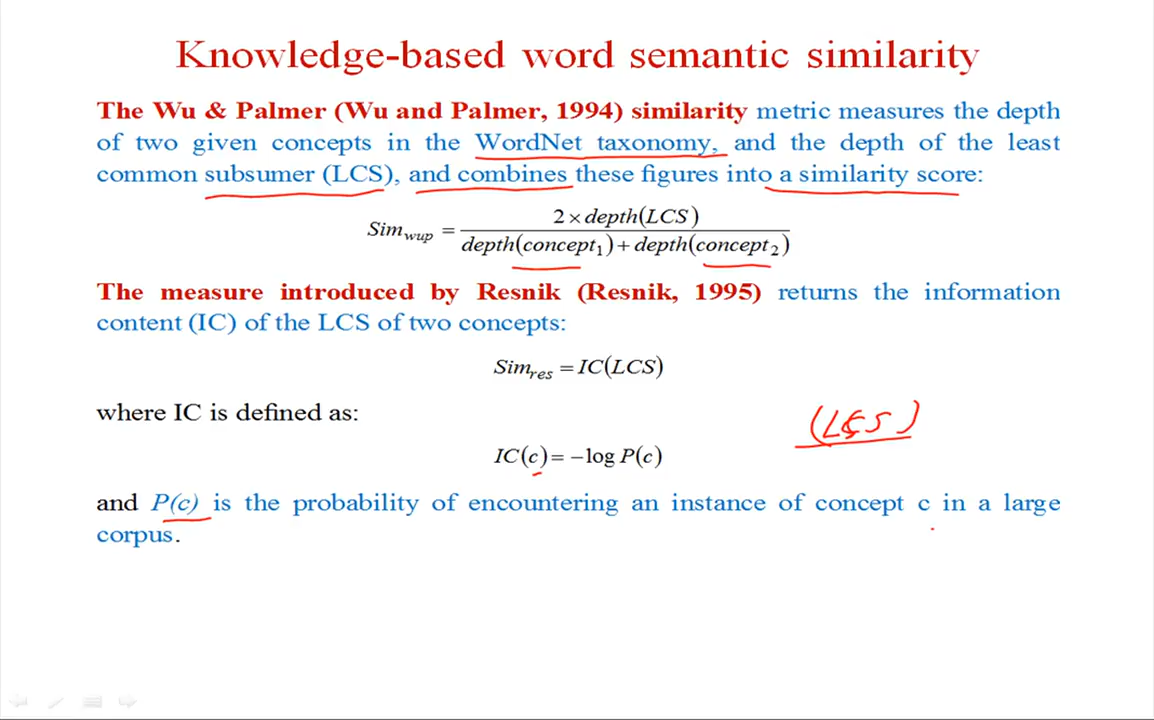 Knowledge-based word semantic similarity
The Wu & Palmer (Wu and Palmer, 1994) similarity metric measures the depth
of two given concepts in the WordNet taxonomy, and the depth of the least
common subsumer (LCS), and combines these figures into a similarity score:
Sim_wup = 2 × depth(LCS) / depth(concept₁) + depth(concept₂)
The measure introduced by Resnik (Resnik, 1995) returns the information
content (IC) of the LCS of two concepts:
Sim_res = IC(LCS)
where IC is defined as:
(LCS)
IC(c) = −log P(c)
and P(c) is the probability of encountering an instance of concept c in a large
corpus.